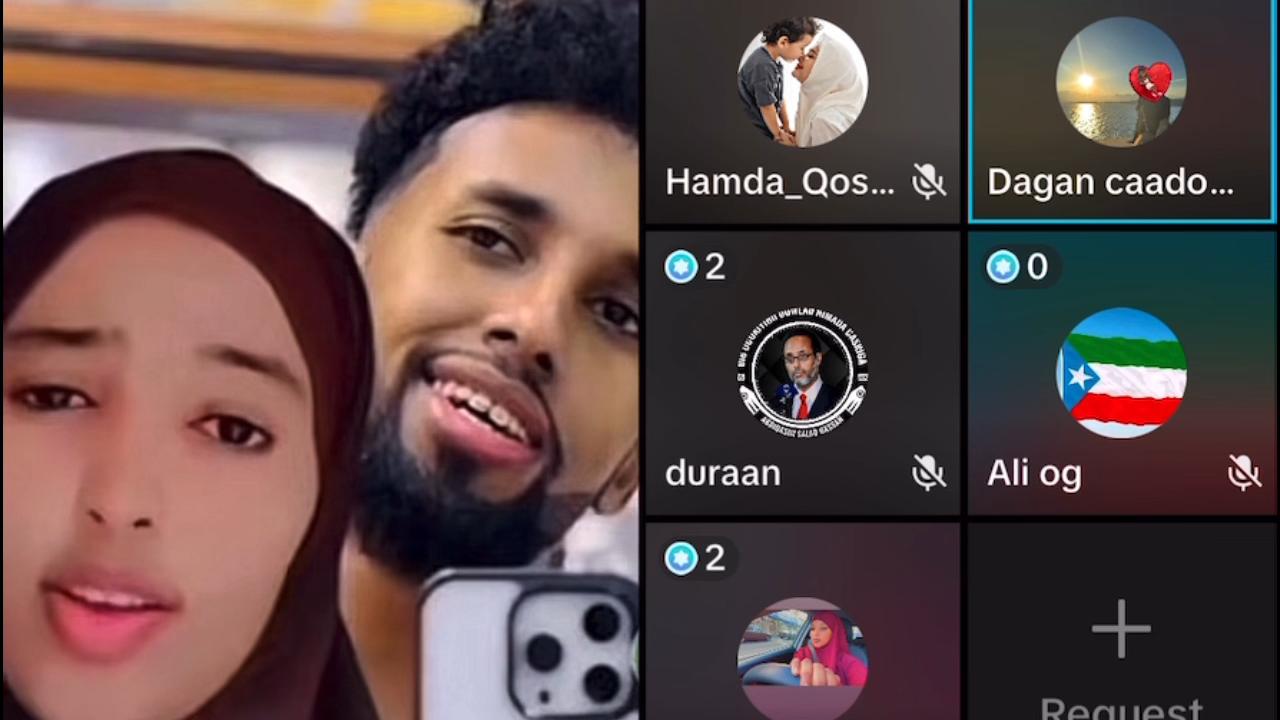 Hamda_Qos...
Dagan caado...
2
0
duraan
Ali og
2
Request